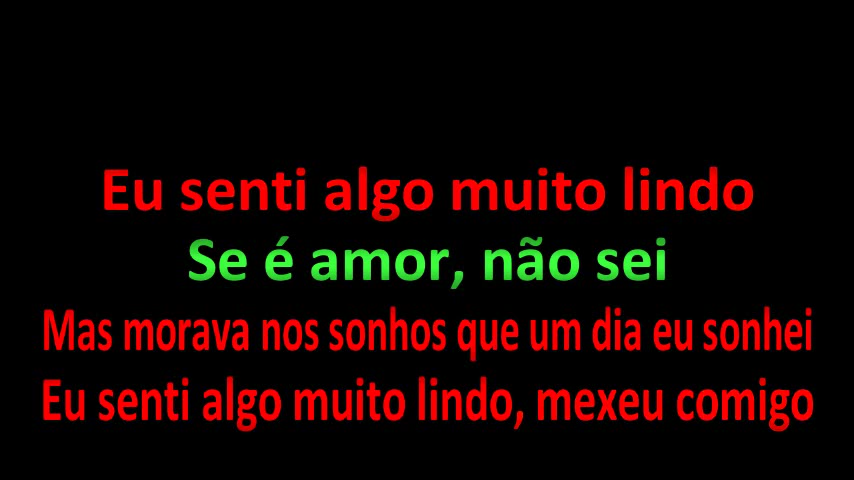 Eu senti algo muito lindo
Se é amor, não sei
Mas morava nos sonhos que um dia eu sonhei
Eu senti algo muito lindo, mexeu comigo